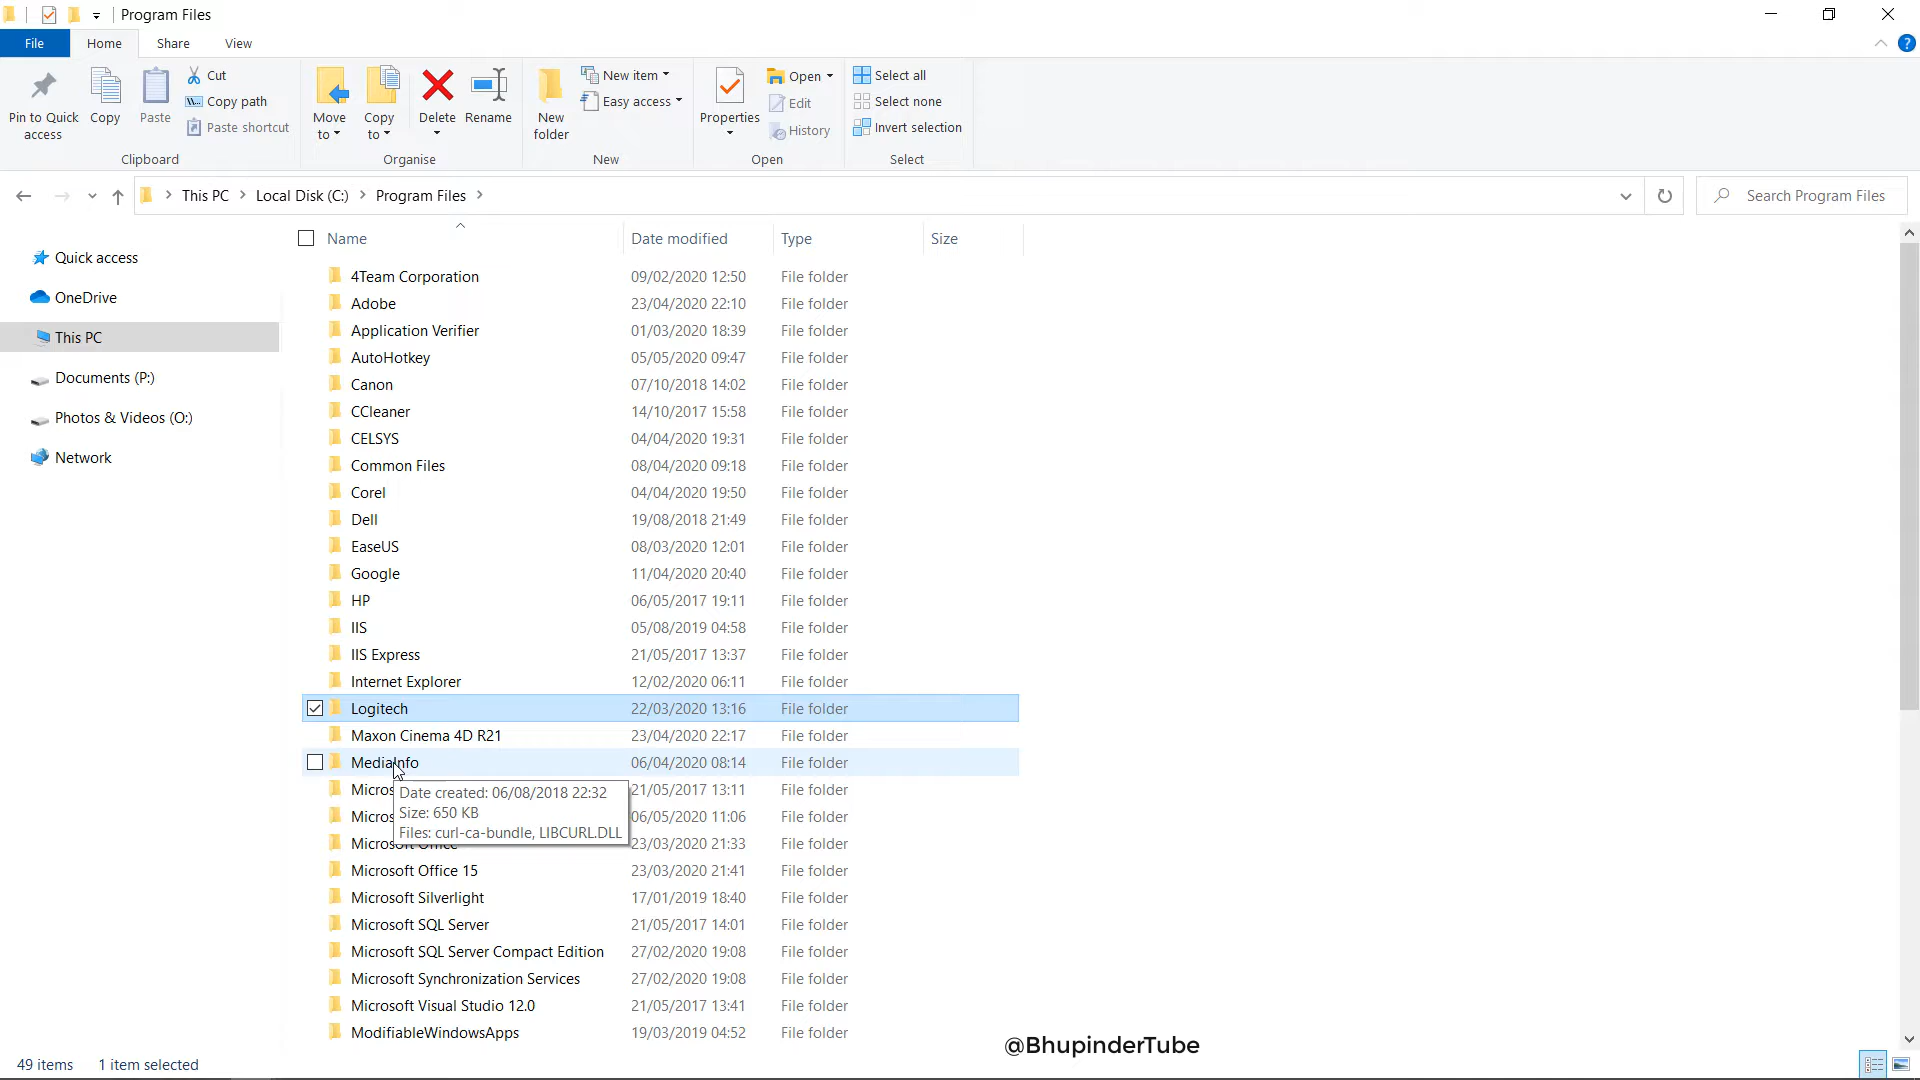 Program Files
File Home Share View
Pin to Quick access Copy Paste Cut Copy path Paste shortcut Clipboard
Move to Copy to Delete Rename Organise
New folder New item Easy access New
Properties Open Edit History Open
Select all Select none Invert selection Select
This PC Local Disk (C:) Program Files Search Program Files
Quick access
OneDrive
This PC
Documents (P:)
Photos & Videos (O:)
Network
Name Date modified Type Size
4Team Corporation 09/02/2020 12:50 File folder
Adobe 23/04/2020 22:10 File folder
Application Verifier 01/03/2020 18:39 File folder
AutoHotkey 05/05/2020 09:47 File folder
Canon 07/10/2018 14:02 File folder
CCleaner 14/10/2017 15:58 File folder
CELSYS 04/04/2020 19:31 File folder
Common Files 08/04/2020 09:18 File folder
Corel 04/04/2020 19:50 File folder
Dell 19/08/2018 21:49 File folder
EaseUS 08/03/2020 12:01 File folder
Google 11/04/2020 20:40 File folder
HP 06/05/2017 19:11 File folder
IIS 05/08/2019 04:58 File folder
IIS Express 21/05/2017 13:37 File folder
Internet Explorer 12/02/2020 06:11 File folder
Logitech 22/03/2020 13:16 File folder
Maxon Cinema 4D R21 23/04/2020 22:17 File folder
MediaInfo 06/04/2020 08:14 File folder
21/05/2017 13:11 File folder
06/05/2020 11:06 File folder
Microsoft Office 23/03/2020 21:33 File folder
Date created: 06/08/2018 22:32
Size: 650 KB
Files: curl-ca-bundle, LIBCURL.DLL
Microsoft Office 15 23/03/2020 21:41 File folder
Microsoft Silverlight 17/01/2019 18:40 File folder
Microsoft SQL Server 21/05/2017 14:01 File folder
Microsoft SQL Server Compact Edition 27/02/2020 19:08 File folder
Microsoft Synchronization Services 27/02/2020 19:08 File folder
Microsoft Visual Studio 12.0 21/05/2017 13:41 File folder
ModifiableWindowsApps 19/03/2019 04:52 File folder
@BhupinderTube
49 items 1 item selected